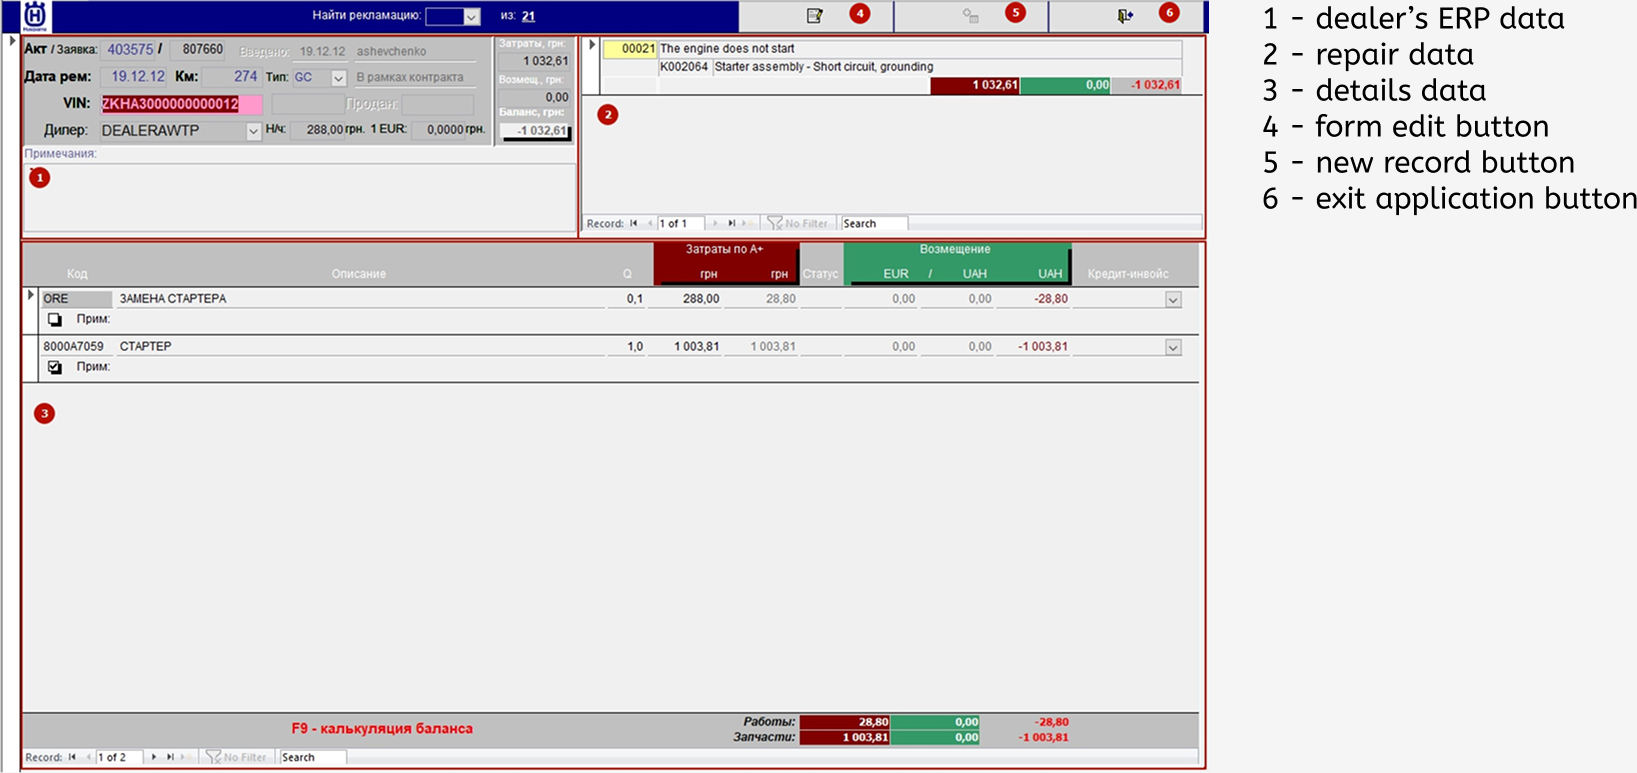 Husqvarna
Найти рекламацию:
из: 21
4
5
6
Акт / Заявка: 403575 / 807660 Введено: 19.12.12 ashevchenko
Дата рем: 19.12.12 Км: 274 Тип: GC В рамках контракта
VIN: ZKHA3000000000012 Продан:
Дилер: DEALERAWTP Н/ч: 288,00 грн. 1 EUR: 0,0000 грн.
Затраты, грн:
1 032,61
Возмещ., грн:
0,00
Баланс, грн:
-1 032,61
Примечания:
1
00021 The engine does not start
K002064 Starter assembly - Short circuit, grounding
1 032,61 0,00 -1 032,61
2
Record: 1 of 1 No Filter Search
Затраты по А+ Возмещение
Код Описание Q грн грн Статус EUR / UAH UAH Кредит-инвойс
ORE ЗАМЕНА СТАРТЕРА 0,1 288,00 28,80 0,00 0,00 -28,80
Прим:
8000A7059 СТАРТЕР 1,0 1 003,81 1 003,81 0,00 0,00 -1 003,81
Прим:
3
F9 - калькуляция баланса
Работы: 28,80 0,00 -28,80
Запчасти: 1 003,81 0,00 -1 003,81
Record: 1 of 2 No Filter Search
1 - dealer’s ERP data
2 - repair data
3 - details data
4 - form edit button
5 - new record button
6 - exit application button